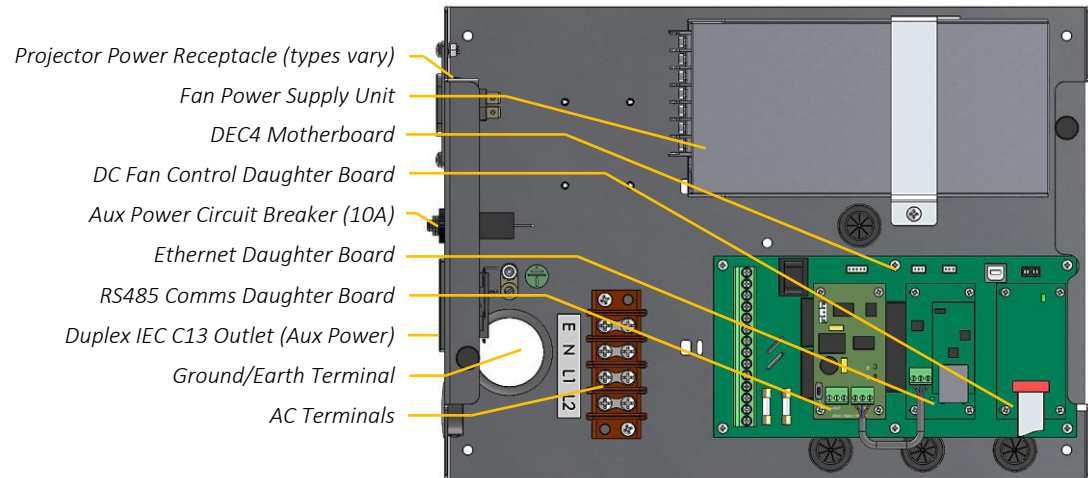 Projector Power Receptacle (types vary)
Fan Power Supply Unit
DEC4 Motherboard
DC Fan Control Daughter Board
Aux Power Circuit Breaker (10A)
Ethernet Daughter Board
RS485 Comms Daughter Board
Duplex IEC C13 Outlet (Aux Power)
Ground/Earth Terminal
AC Terminals
E N L1 L2